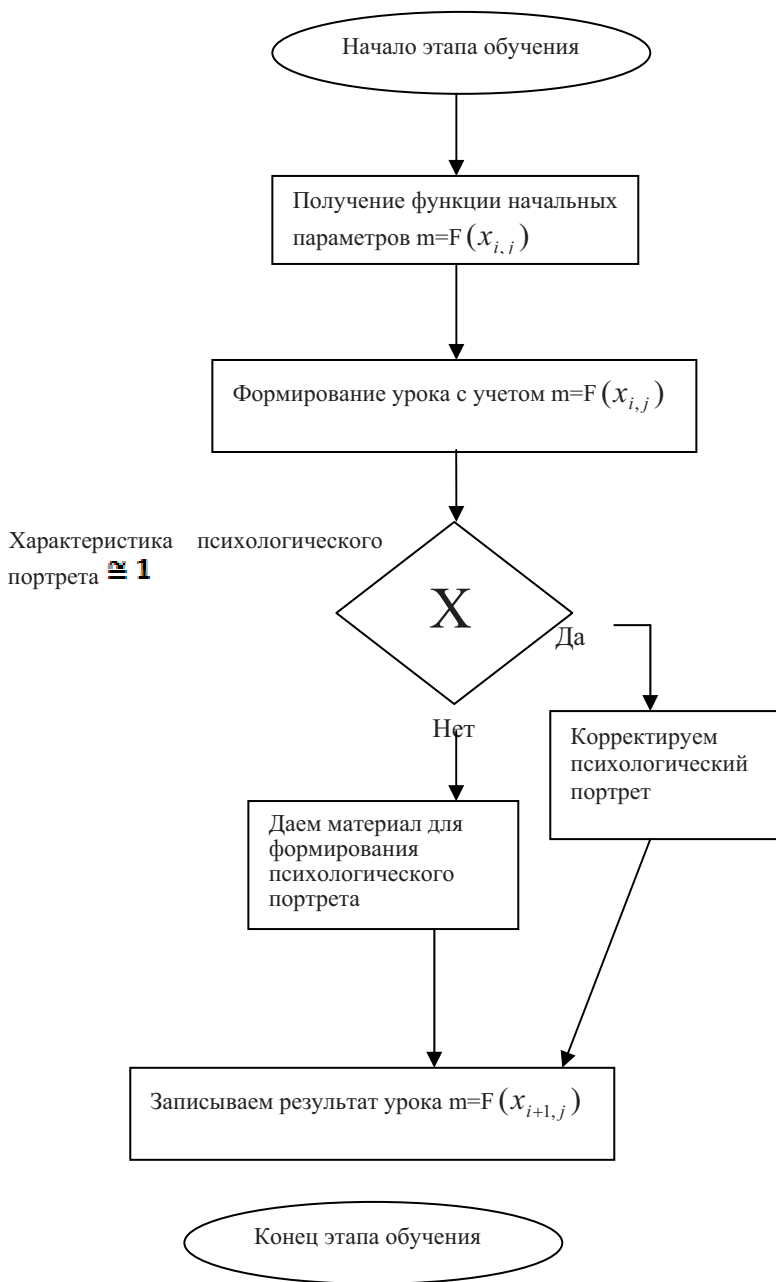 Начало этапа обучения
Получение функции начальных
параметров m=F(x_{i,j})
Формирование урока с учетом m=F(x_{i,j})
Характеристика психологического
портрета ≅ 1
X
Да
Нет
Корректируем
психологический
портрет
Даем материал для
формирования
психологического
портрета
Записываем результат урока m=F(x_{i+1,j})
Конец этапа обучения